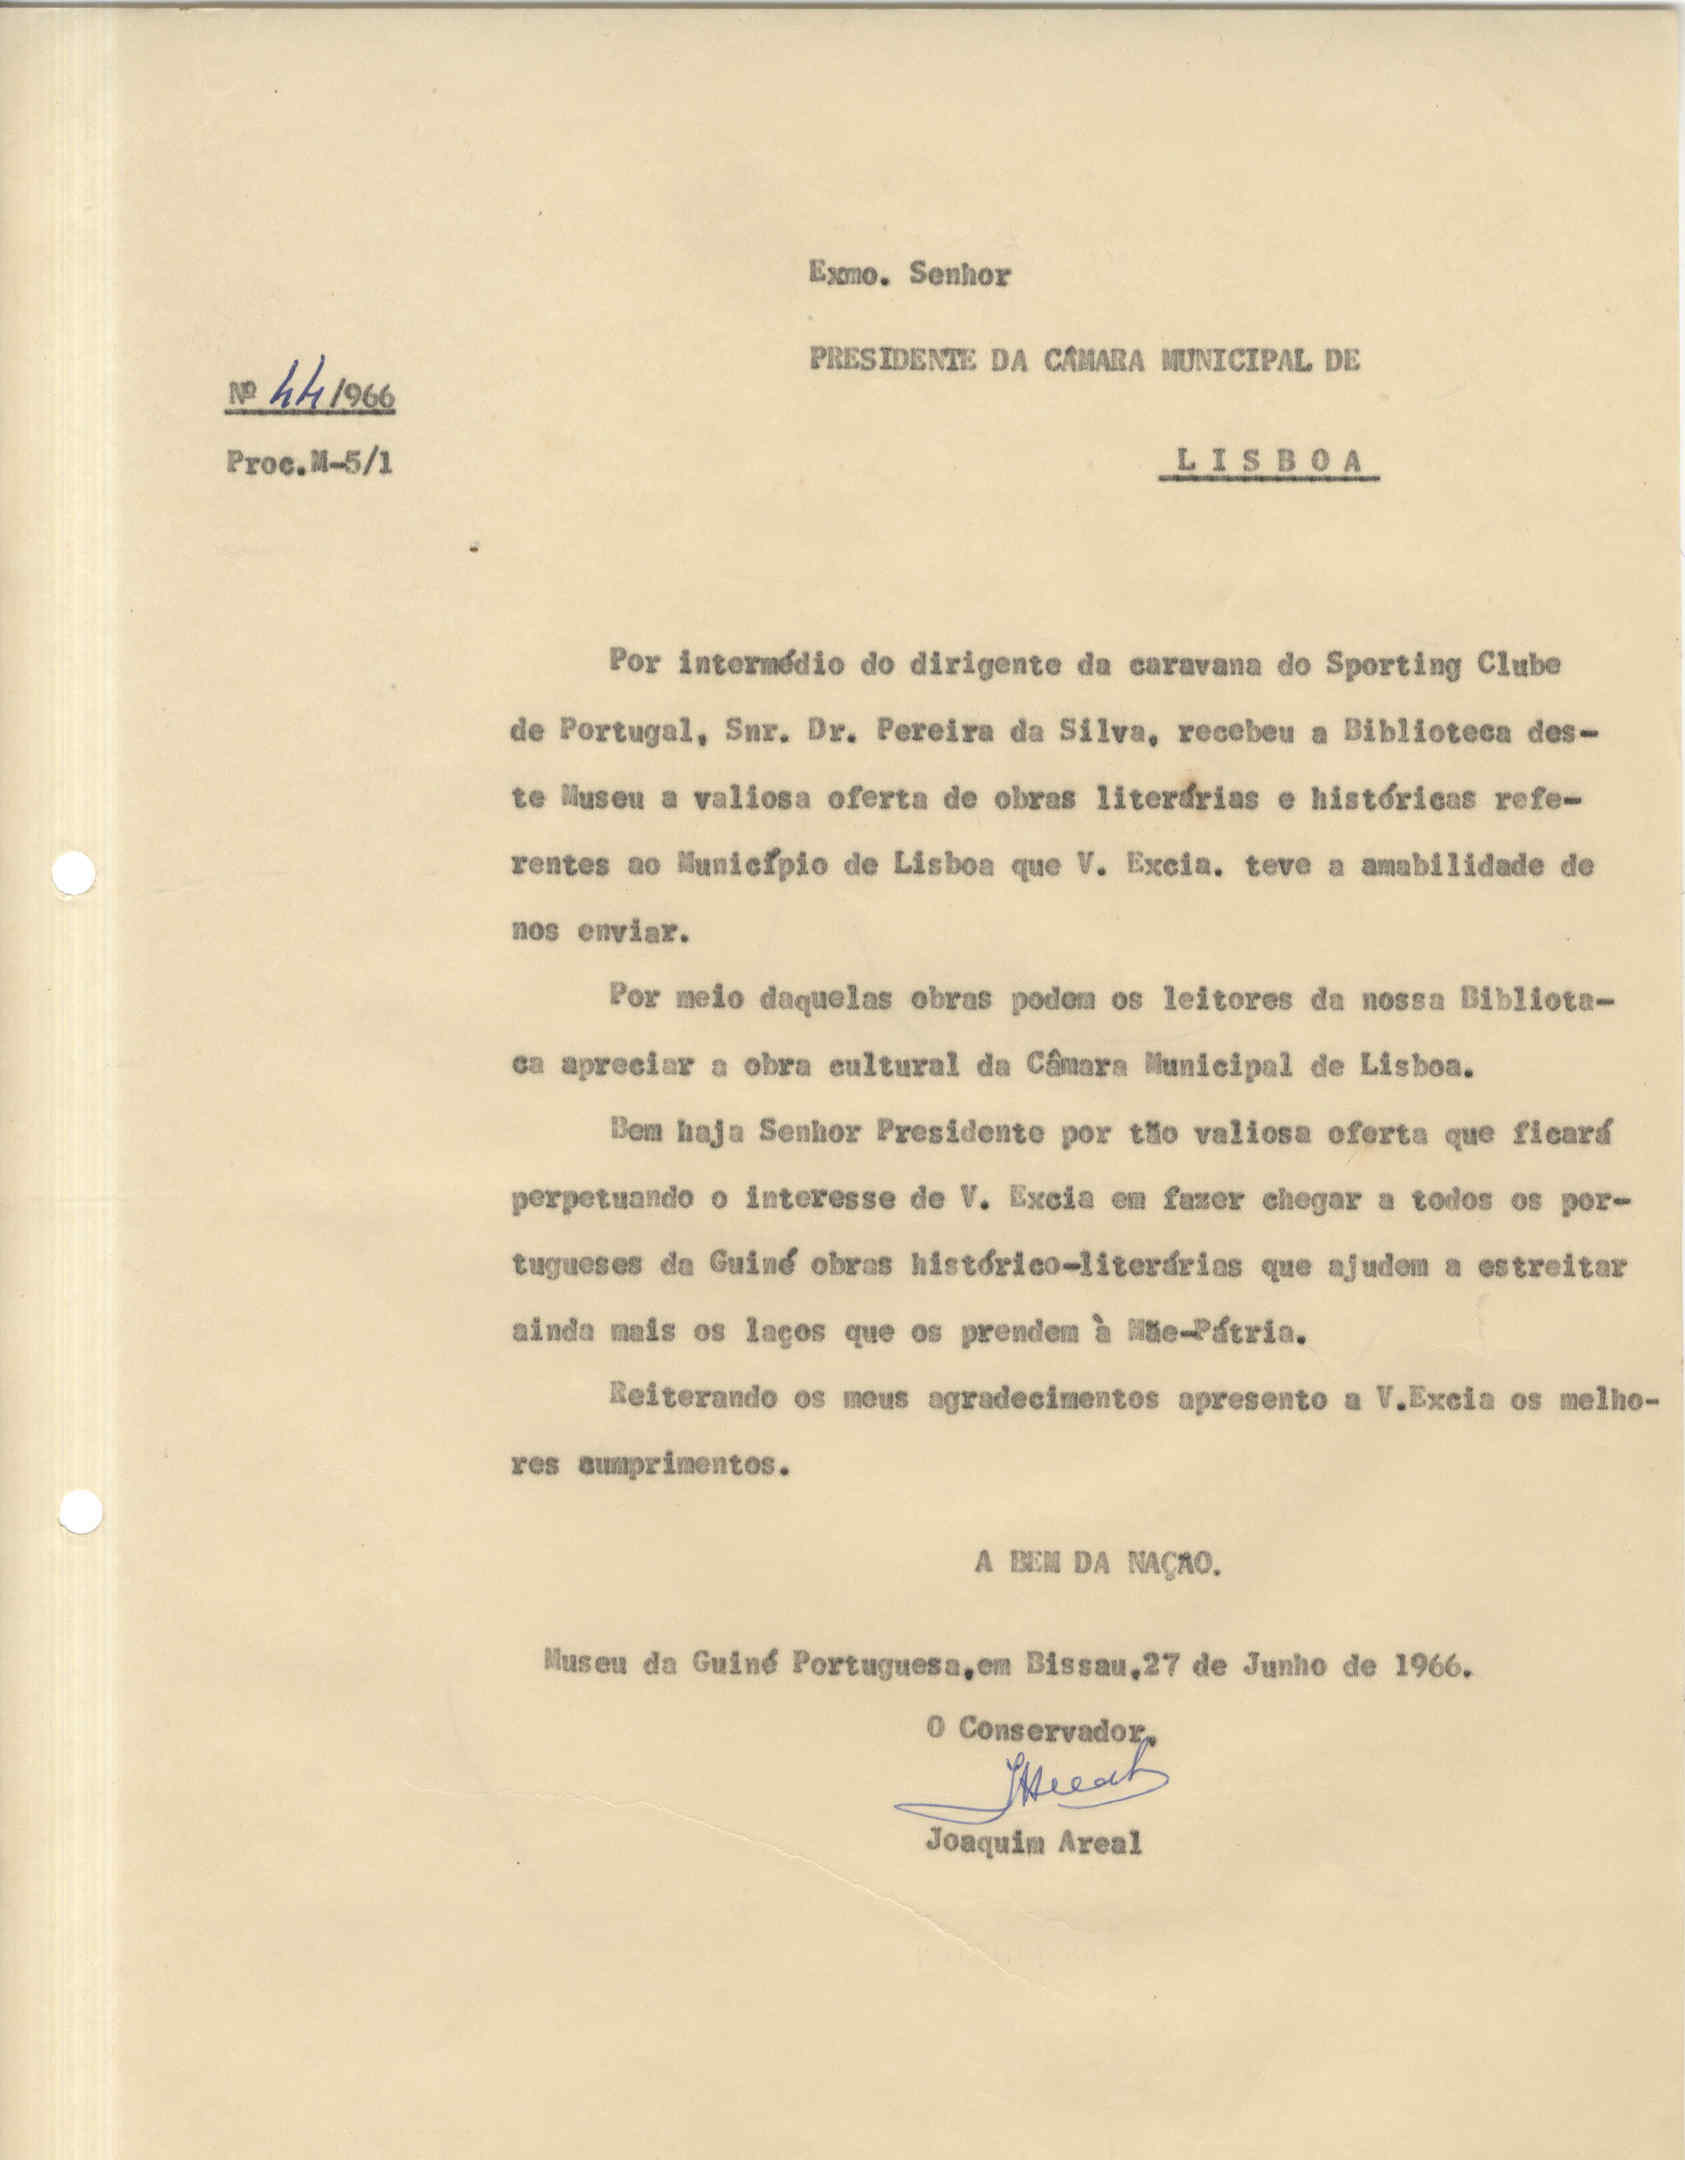 Exmo. Senhor
PRESIDENTE DA CÂMARA MUNICIPAL DE
Nº 44/966
Proc.M-5/1
LISBOA
Por intermédio do dirigente da caravana do Sporting Clube
de Portugal, Snr. Dr. Pereira da Silva, recebeu a Biblioteca des-
te Museu a valiosa oferta de obras literárias e históricas refe-
rentes ao Município de Lisboa que V. Excia. teve a amabilidade de
nos enviar.
Por meio daquelas obras podem os leitores da nossa Bibliota-
ca apreciar a obra cultural da Câmara Municipal de Lisboa.
Bem haja Senhor Presidente por tão valiosa oferta que ficará
perpetuando o interesse de V. Excia em fazer chegar a todos os por-
tugueses da Guiné obras histórico-literárias que ajudem a estreitar
ainda mais os laços que os prendem à Mãe-Pátria.
Reiterando os meus agradecimentos apresento a V.Excia os melho-
res cumprimentos.
A BEM DA NAÇÃO.
Museu da Guiné Portuguesa,em Bissau,27 de Junho de 1966.
O Conservador,
JAreal
Joaquim Areal